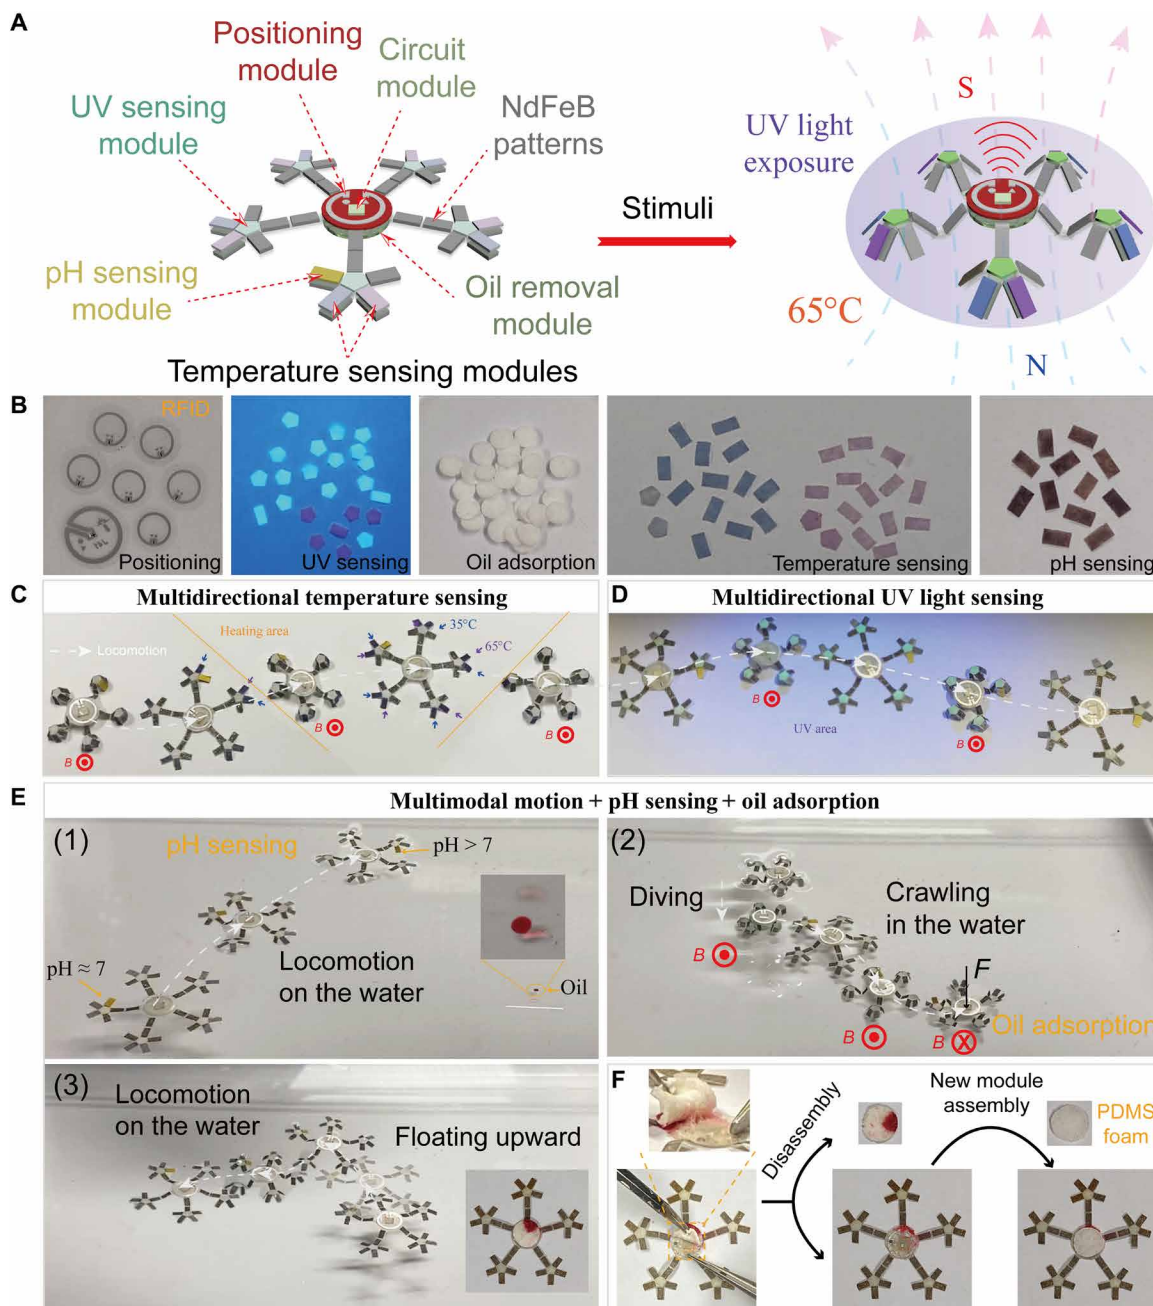 A
Positioning
module
Circuit
module
UV sensing
module
NdFeB
patterns
pH sensing
module
Oil removal
module
Temperature sensing modules
Stimuli
S
UV light
exposure
65°C
N
B
RFID
Positioning
UV sensing
Oil adsorption
Temperature sensing
pH sensing
C
Multidirectional temperature sensing
Heating area
35°C
65°C
Locomotion
B
B
B
D
Multidirectional UV light sensing
B
UV area
B
E
Multimodal motion + pH sensing + oil adsorption
(1)
pH sensing
pH > 7
pH ≈ 7
Locomotion
on the water
Oil
(2)
Diving
Crawling
in the water
B
F
Oil adsorption
B
B
(3)
Locomotion
on the water
Floating upward
F
Disassembly
New module
assembly
PDMS
foam